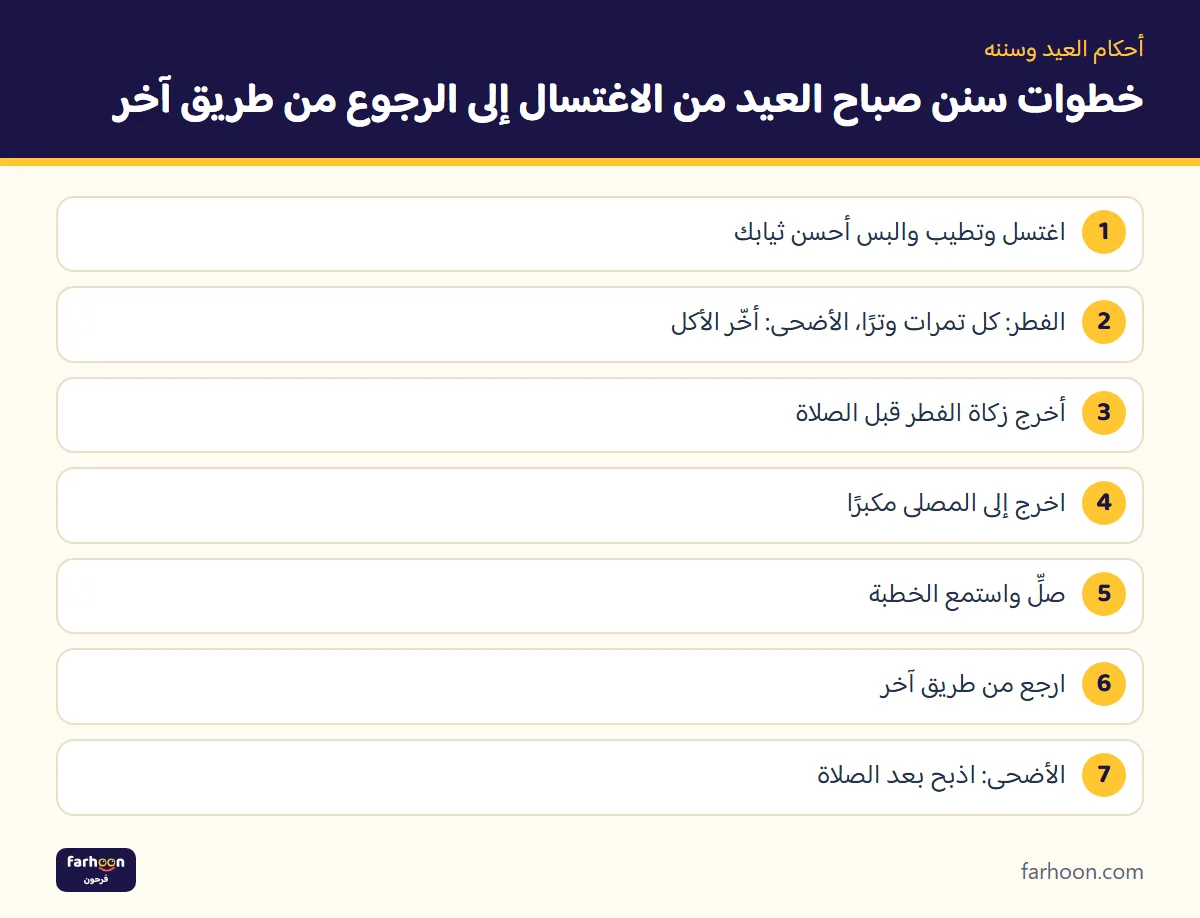 أحكام العيد وسننه
خطوات سنن صباح العيد من الاغتسال إلى الرجوع من طريق آخر
1 اغتسل وتطيب والبس أحسن ثيابك
2 الفطر: كل تمرات وترًا، الأضحى: أخّر الأكل
3 أخرج زكاة الفطر قبل الصلاة
4 اخرج إلى المصلى مكبرًا
5 صلِّ واستمع الخطبة
6 ارجع من طريق آخر
7 الأضحى: اذبح بعد الصلاة
farhoon.com
farhoon
فرحون